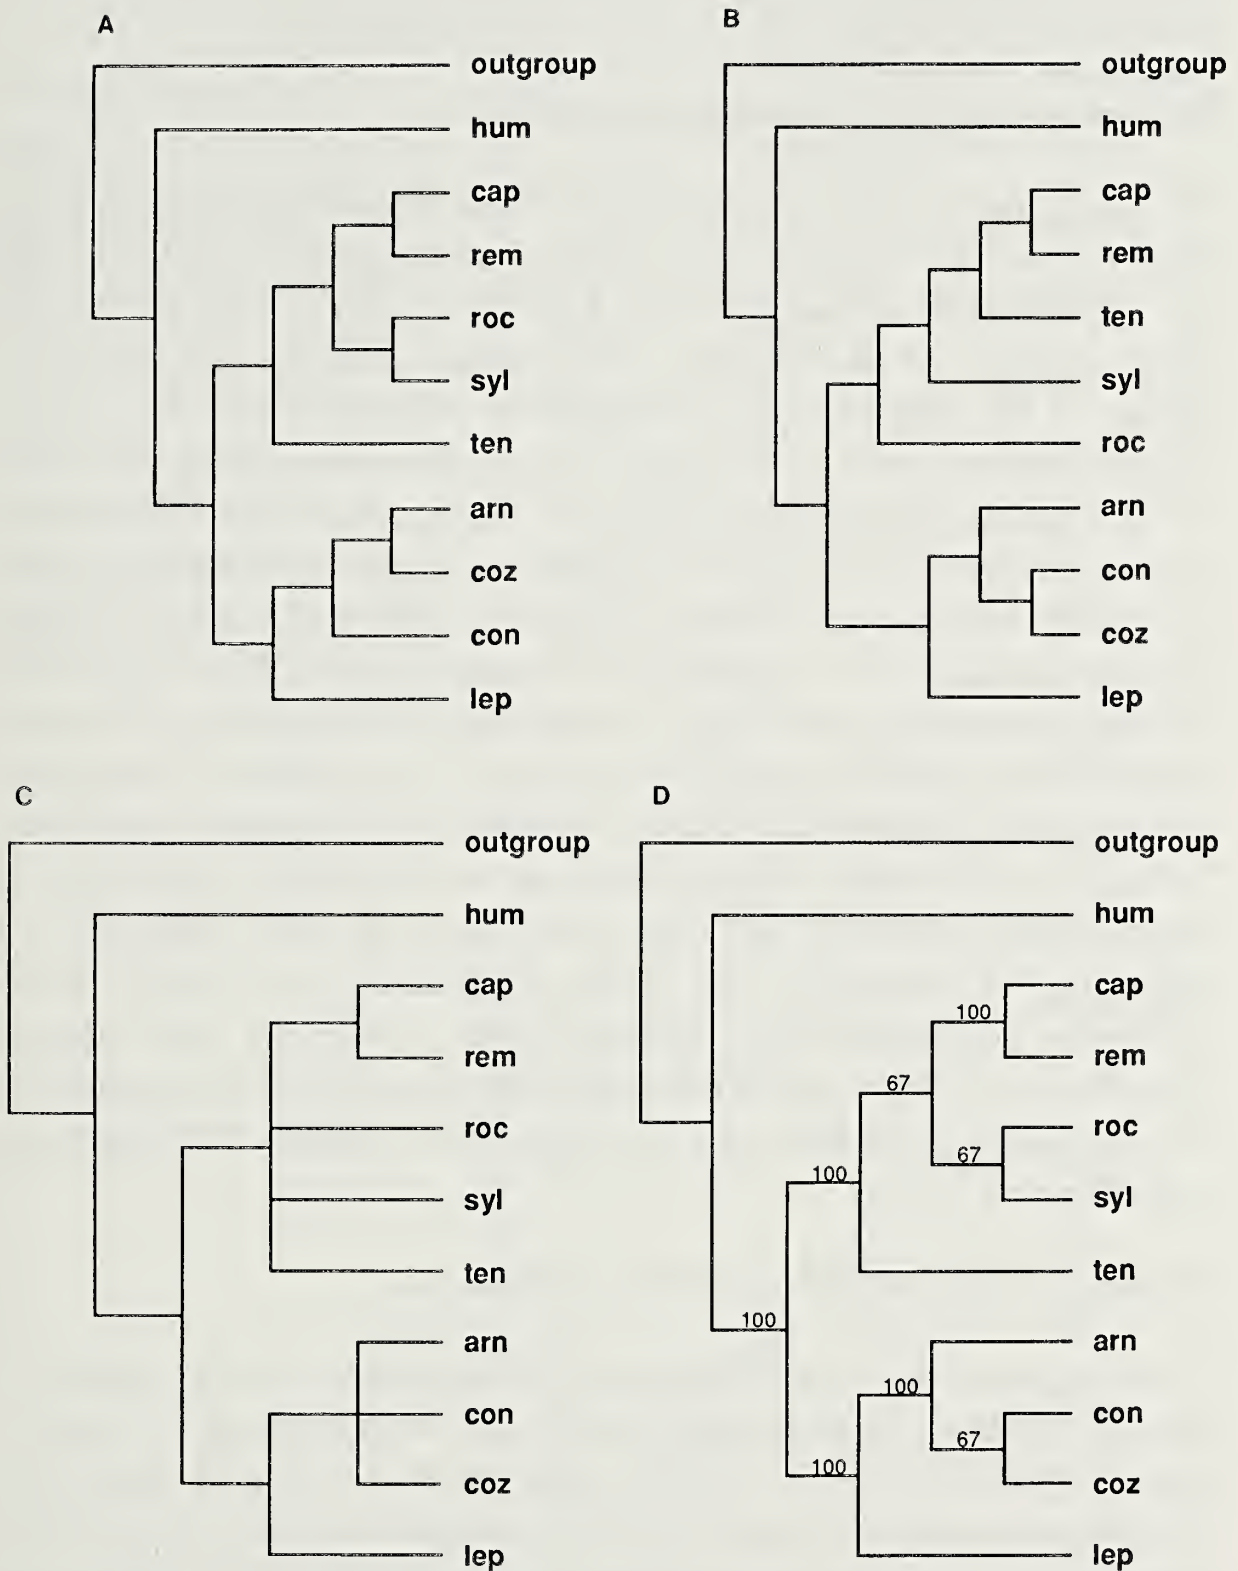 A
outgroup
hum
cap
rem
roc
syl
ten
arn
coz
con
lep
B
outgroup
hum
cap
rem
ten
syl
roc
arn
con
coz
lep
C
outgroup
hum
cap
rem
roc
syl
ten
arn
con
coz
lep
D
outgroup
hum
cap
100
rem
67
roc
67
syl
100
ten
100
arn
100
con
67
coz
100
lep